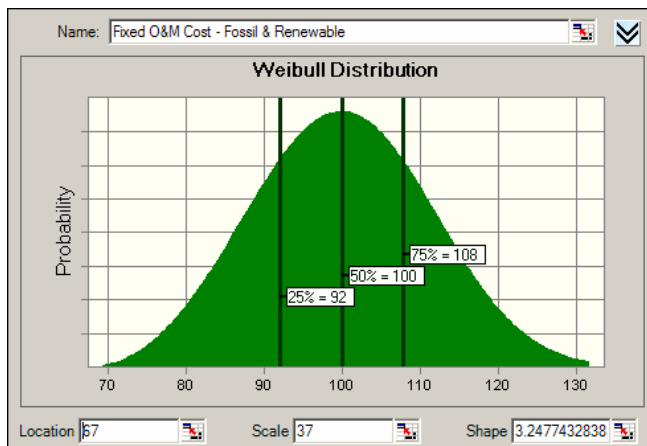 Name: Fixed O&M Cost - Fossil & Renewable
Weibull Distribution
Probability
75% = 108
50% = 100
25% = 92
70 80 90 100 110 120 130
Location 67 Scale 37 Shape 3.2477432838